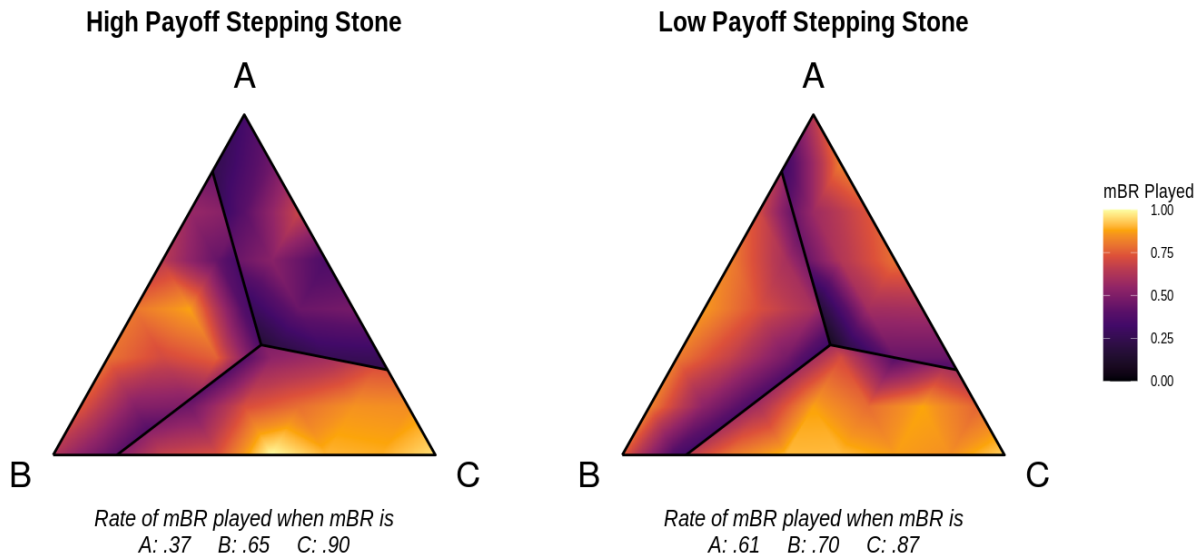 High Payoff Stepping Stone
Low Payoff Stepping Stone
A
A
mBR Played
1.00
0.75
0.50
0.25
0.00
B
C
B
C
Rate of mBR played when mBR is
A: .37 B: .65 C: .90
Rate of mBR played when mBR is
A: .61 B: .70 C: .87